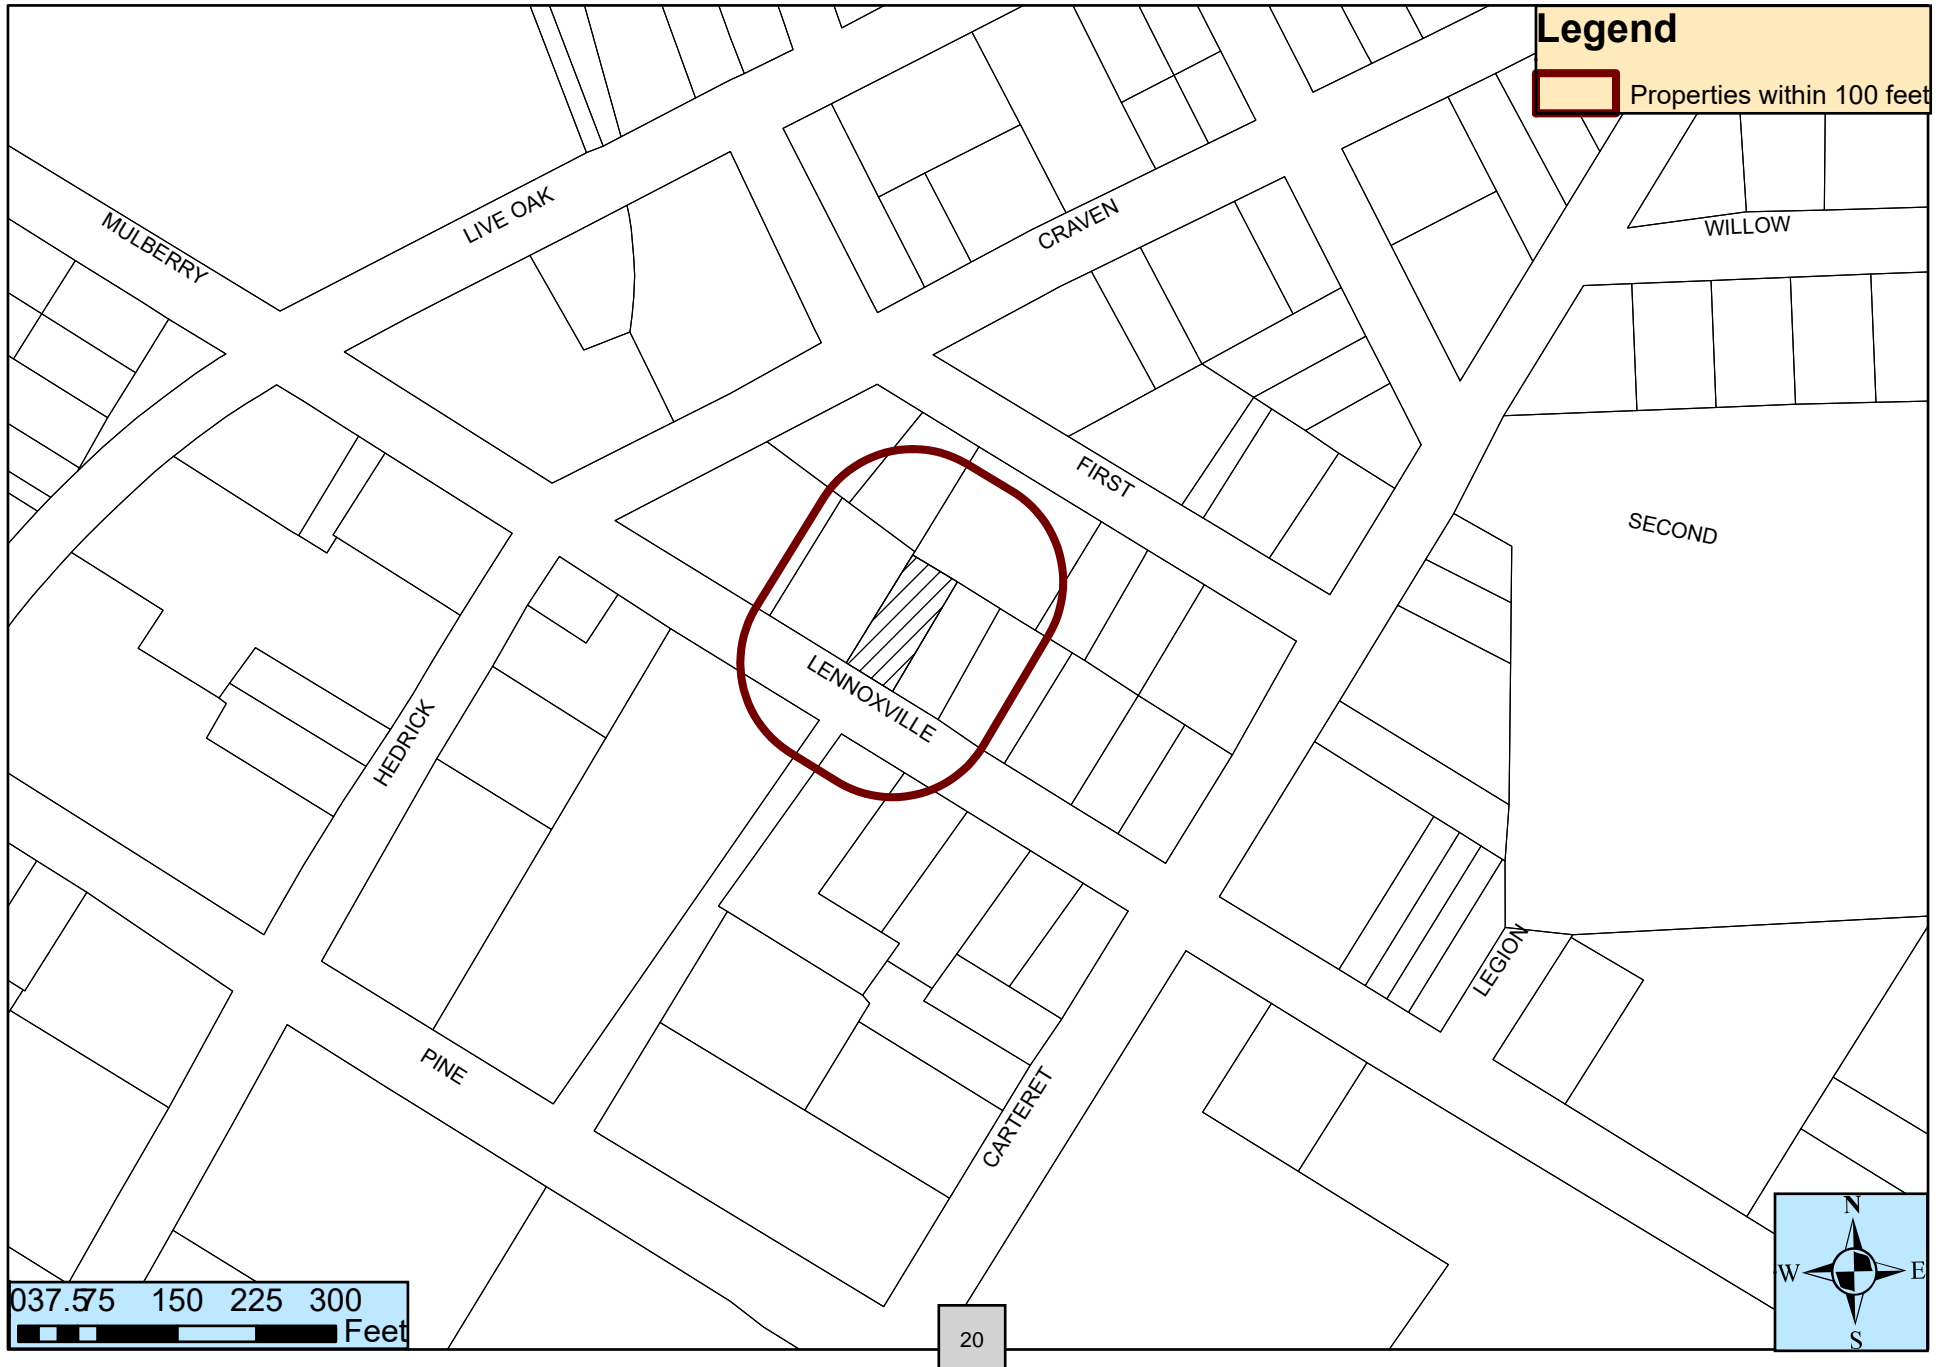 Legend
Properties within 100 feet
MULBERRY
LIVE OAK
CRAVEN
WILLOW
FIRST
SECOND
LENNOXVILLE
HEDRICK
LEGION
PINE
CARTERET
N
W E
S
037.575 150 225 300
Feet
20